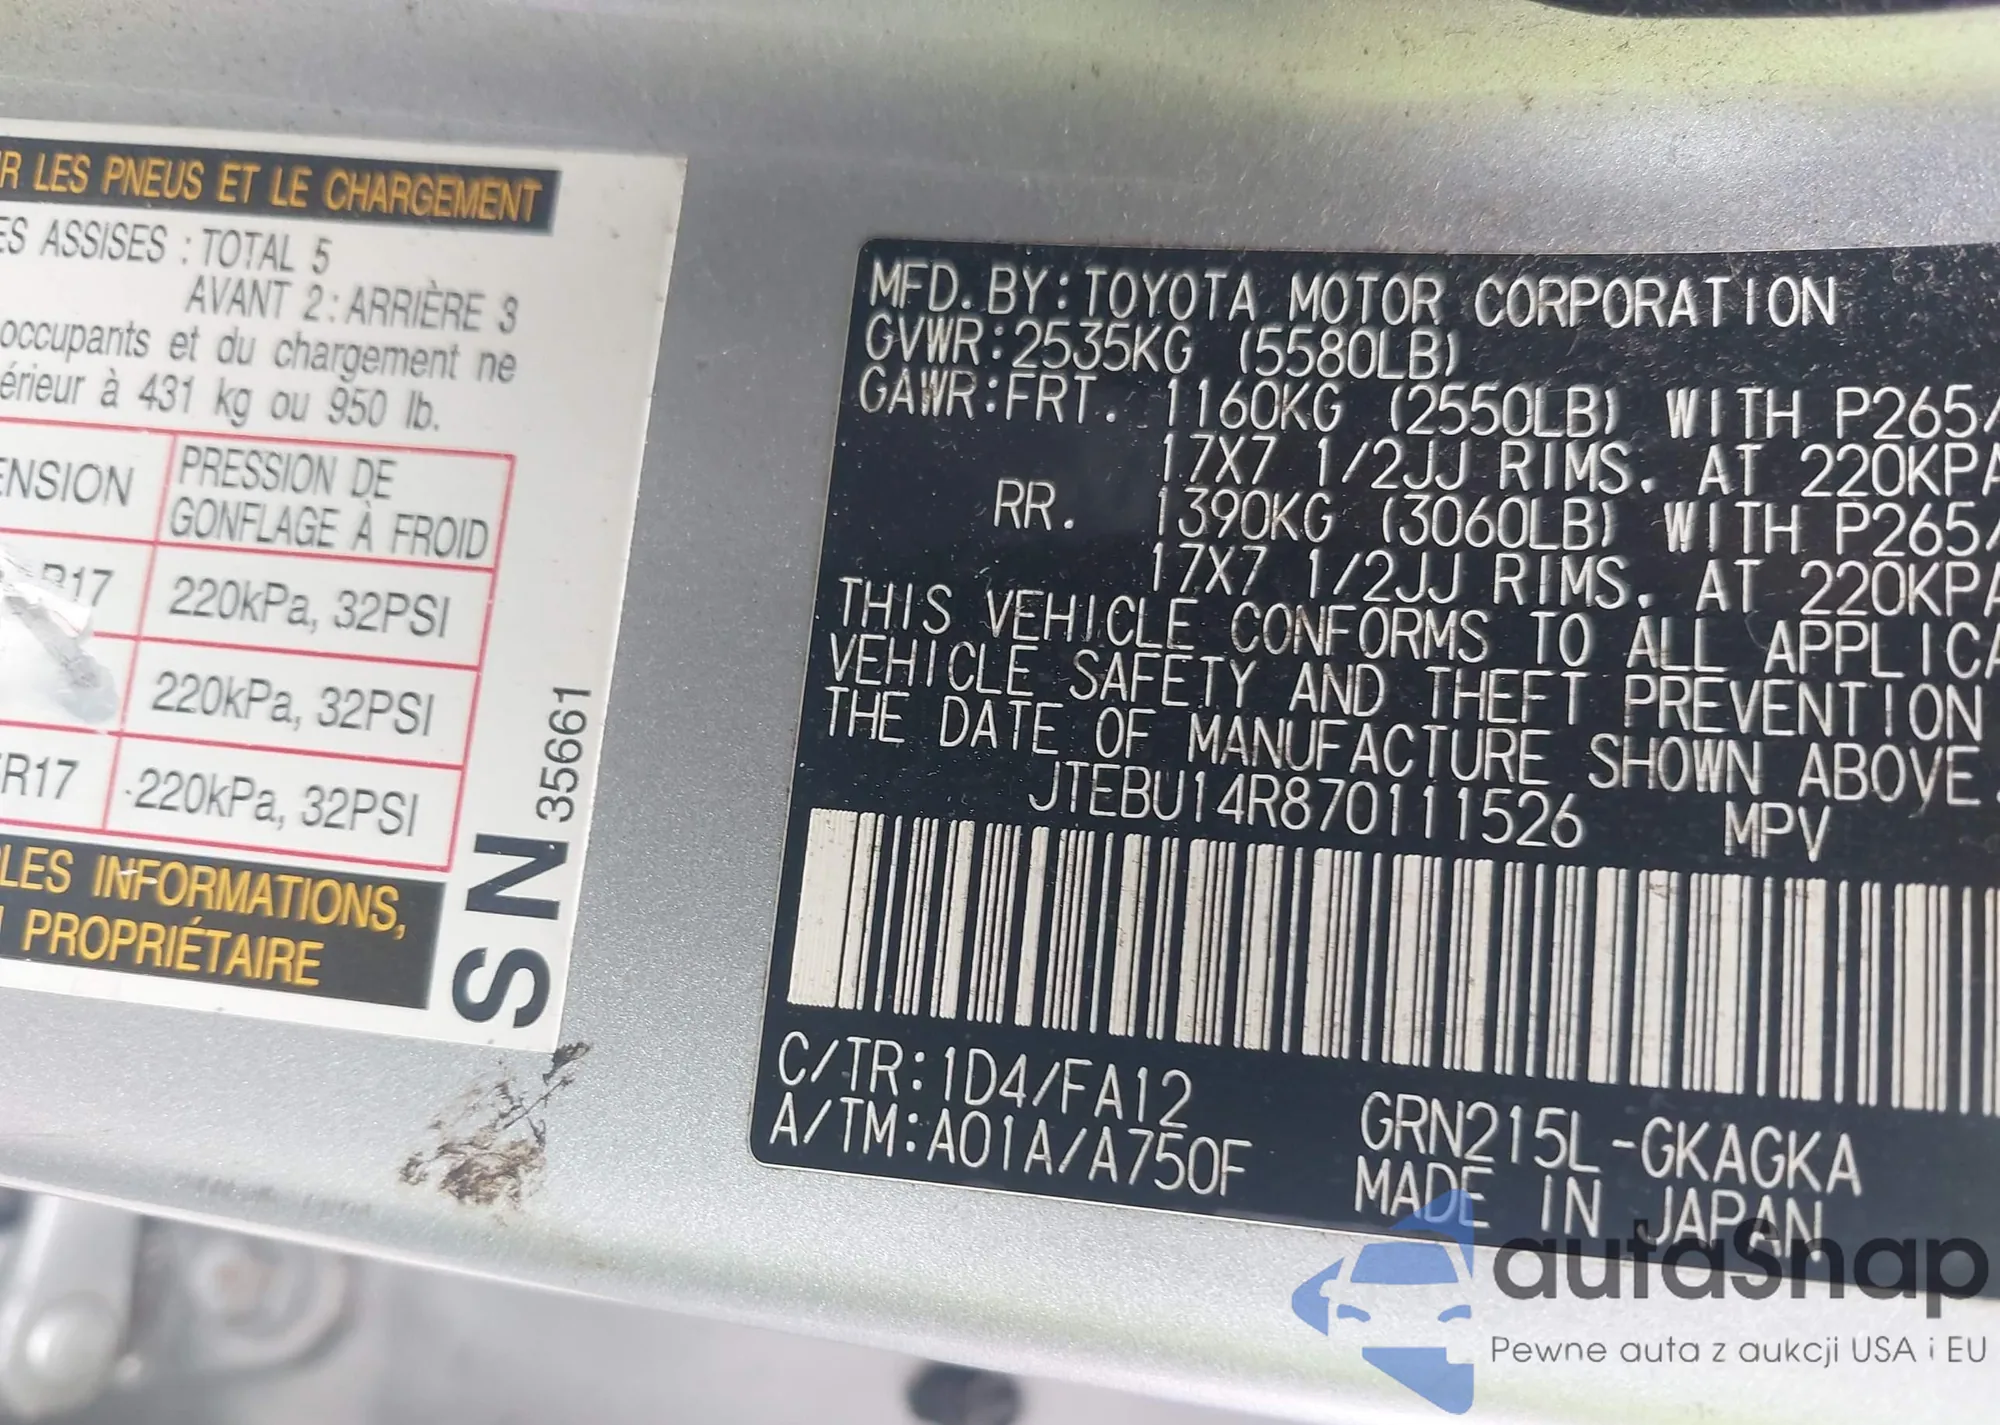 R LES PNEUS ET LE CHARGEMENT
ES ASSISES : TOTAL 5
AVANT 2 : ARRIÈRE 3
occupants et du chargement ne
érieur à 431 kg ou 950 lb.
ENSION
PRESSION DE
GONFLAGE À FROID
R17
220kPa, 32PSI
220kPa, 32PSI
R17
220kPa, 32PSI
LES INFORMATIONS,
PROPRIÉTAIRE
SN 35661
MFD. BY: TOYOTA MOTOR CORPORATION
GVWR: 2535KG (5580LB)
GAWR: FRT. 1160KG (2550LB) WITH P265/
17X7 1/2JJ RIMS, AT 220KPA
RR. 1390KG (3060LB) WITH P265/
17X7 1/2JJ RIMS, AT 220KPA
THIS VEHICLE CONFORMS TO ALL APPLICA
VEHICLE SAFETY AND THEFT PREVENTION
THE DATE OF MANUFACTURE SHOWN ABOVE.
JTEBU14R870111526 MPV
C/TR: 1D4/FA12
A/TM: A01A/A750F
GRN215L-GKAGKA
MADE IN JAPAN
autaSnap
Pewne auta z aukcji USA i EU